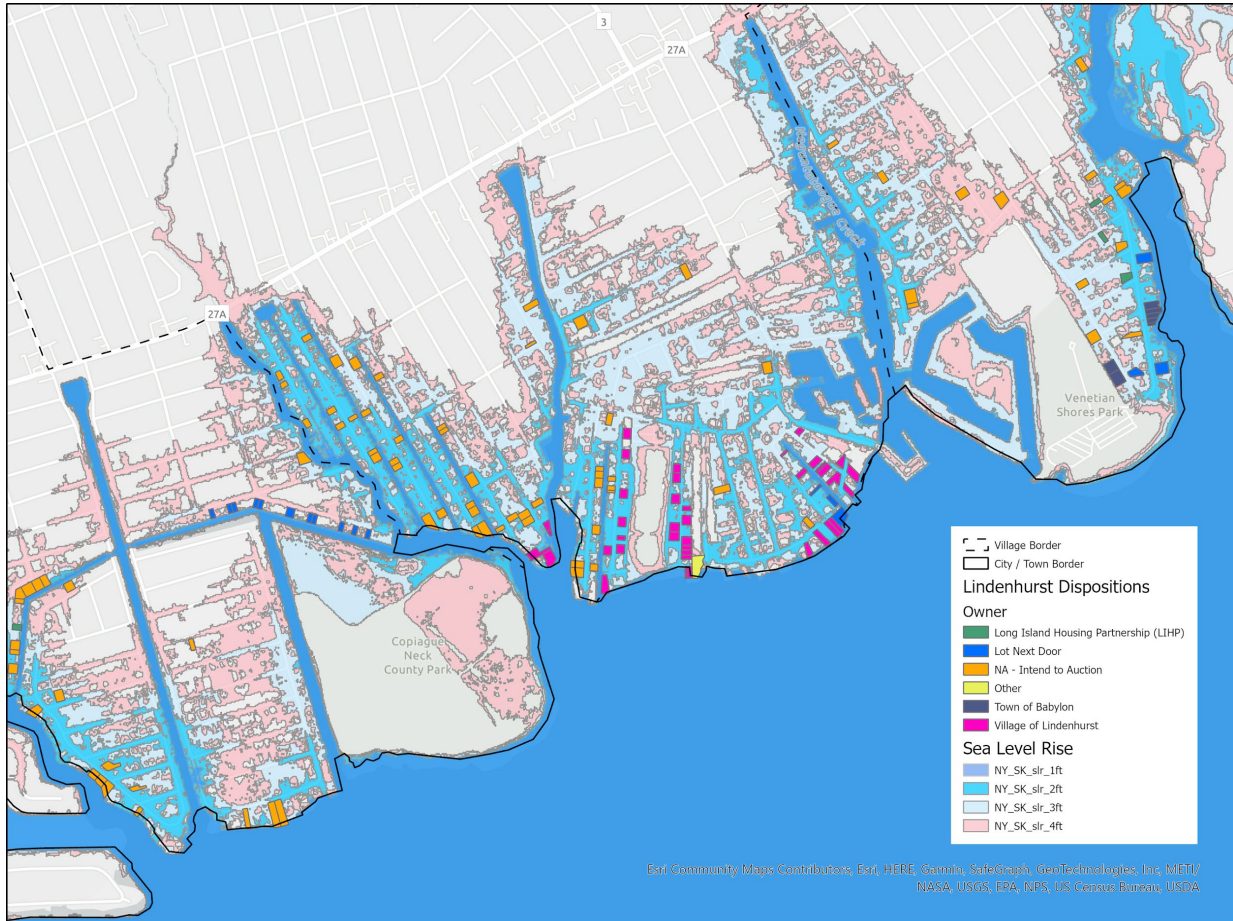 3
27A
27A
Venetian
Shores Park
Copiague
Neck
County Park
Village Border
City / Town Border
Lindenhurst Dispositions
Owner
Long Island Housing Partnership (LIHP)
Lot Next Door
NA - Intend to Auction
Other
Town of Babylon
Village of Lindenhurst
Sea Level Rise
NY_SK_slr_1ft
NY_SK_slr_2ft
NY_SK_slr_3ft
NY_SK_slr_4ft
Esri Community Maps Contributors, Esri, HERE, Garmin, SafeGraph, GeoTechnologies, Inc, METI/
NASA, USGS, EPA, NPS, US Census Bureau, USDA